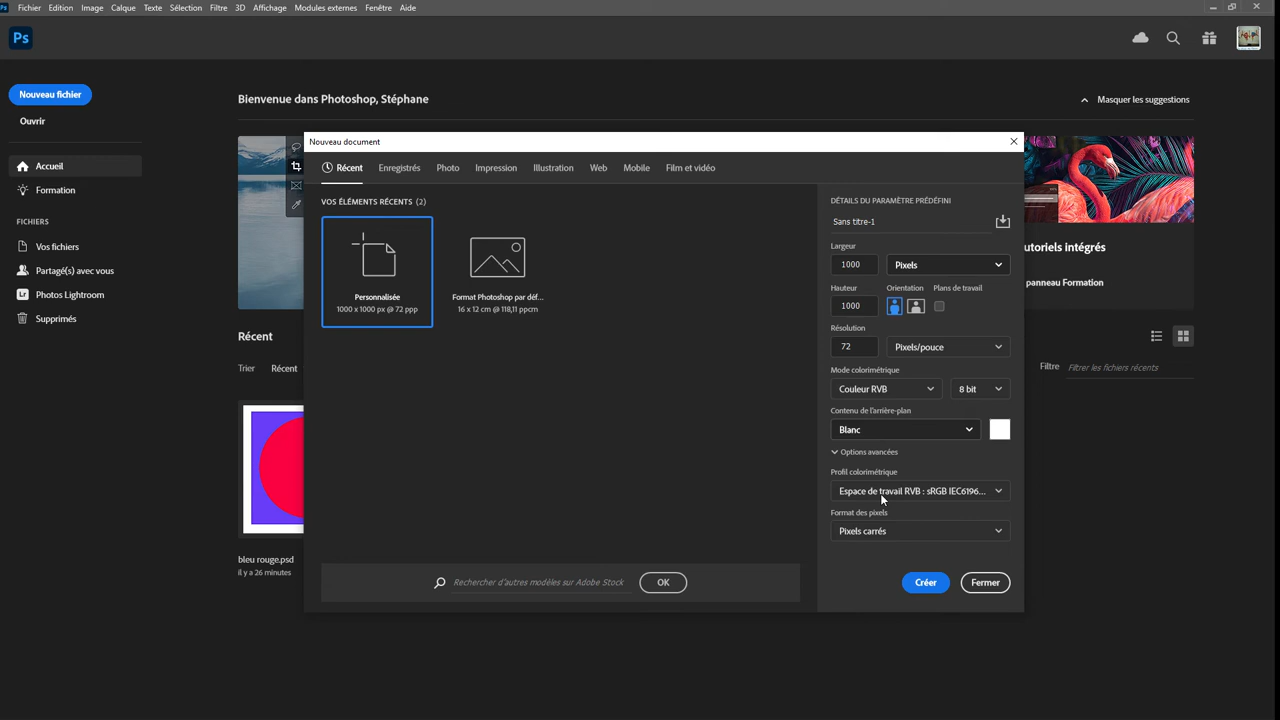 Ps Fichier Edition Image Calque Texte Sélection Filtre 3D Affichage Modules externes Fenêtre Aide
Ps
Nouveau fichier
Ouvrir
Accueil
Formation
FICHIERS
Vos fichiers
Partagé(s) avec vous
Lr Photos Lightroom
Supprimés
Bienvenue dans Photoshop, Stéphane
Masquer les suggestions
utoriels intégrés
panneau Formation
Récent
Trier Récent
Filtre Filtrer les fichiers récents
bleu rouge.psd
il y a 26 minutes
Nouveau document
Récent Enregistrés Photo Impression Illustration Web Mobile Film et vidéo
VOS ÉLÉMENTS RÉCENTS (2)
Personnalisée
1000 x 1000 px @ 72 ppp
Format Photoshop par déf...
16 x 12 cm @ 118,11 ppcm
Rechercher d'autres modèles sur Adobe Stock OK
DÉTAILS DU PARAMÈTRE PRÉDÉFINI
Sans titre-1
Largeur
1000 Pixels
Hauteur Orientation Plans de travail
1000
Résolution
72 Pixels/pouce
Mode colorimétrique
Couleur RVB 8 bit
Contenu de l'arrière-plan
Blanc
Options avancées
Profil colorimétrique
Espace de travail RVB : sRGB IEC6196...
Format des pixels
Pixels carrés
Créer Fermer